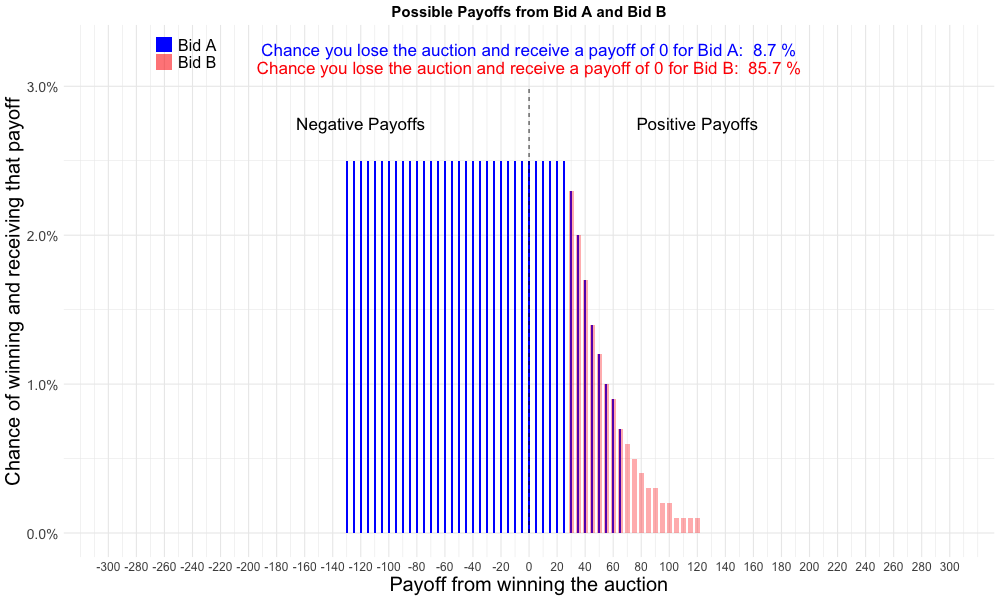 Possible Payoffs from Bid A and Bid B
Bid A
Bid B
Chance you lose the auction and receive a payoff of 0 for Bid A:  8.7 %
Chance you lose the auction and receive a payoff of 0 for Bid B:  85.7 %
Negative Payoffs
Positive Payoffs
Chance of winning and receiving that payoff
3.0%
2.0%
1.0%
0.0%
-300 -280 -260 -240 -220 -200 -180 -160 -140 -120 -100 -80 -60 -40 -20 0 20 40 60 80 100 120 140 160 180 200 220 240 260 280 300
Payoff from winning the auction